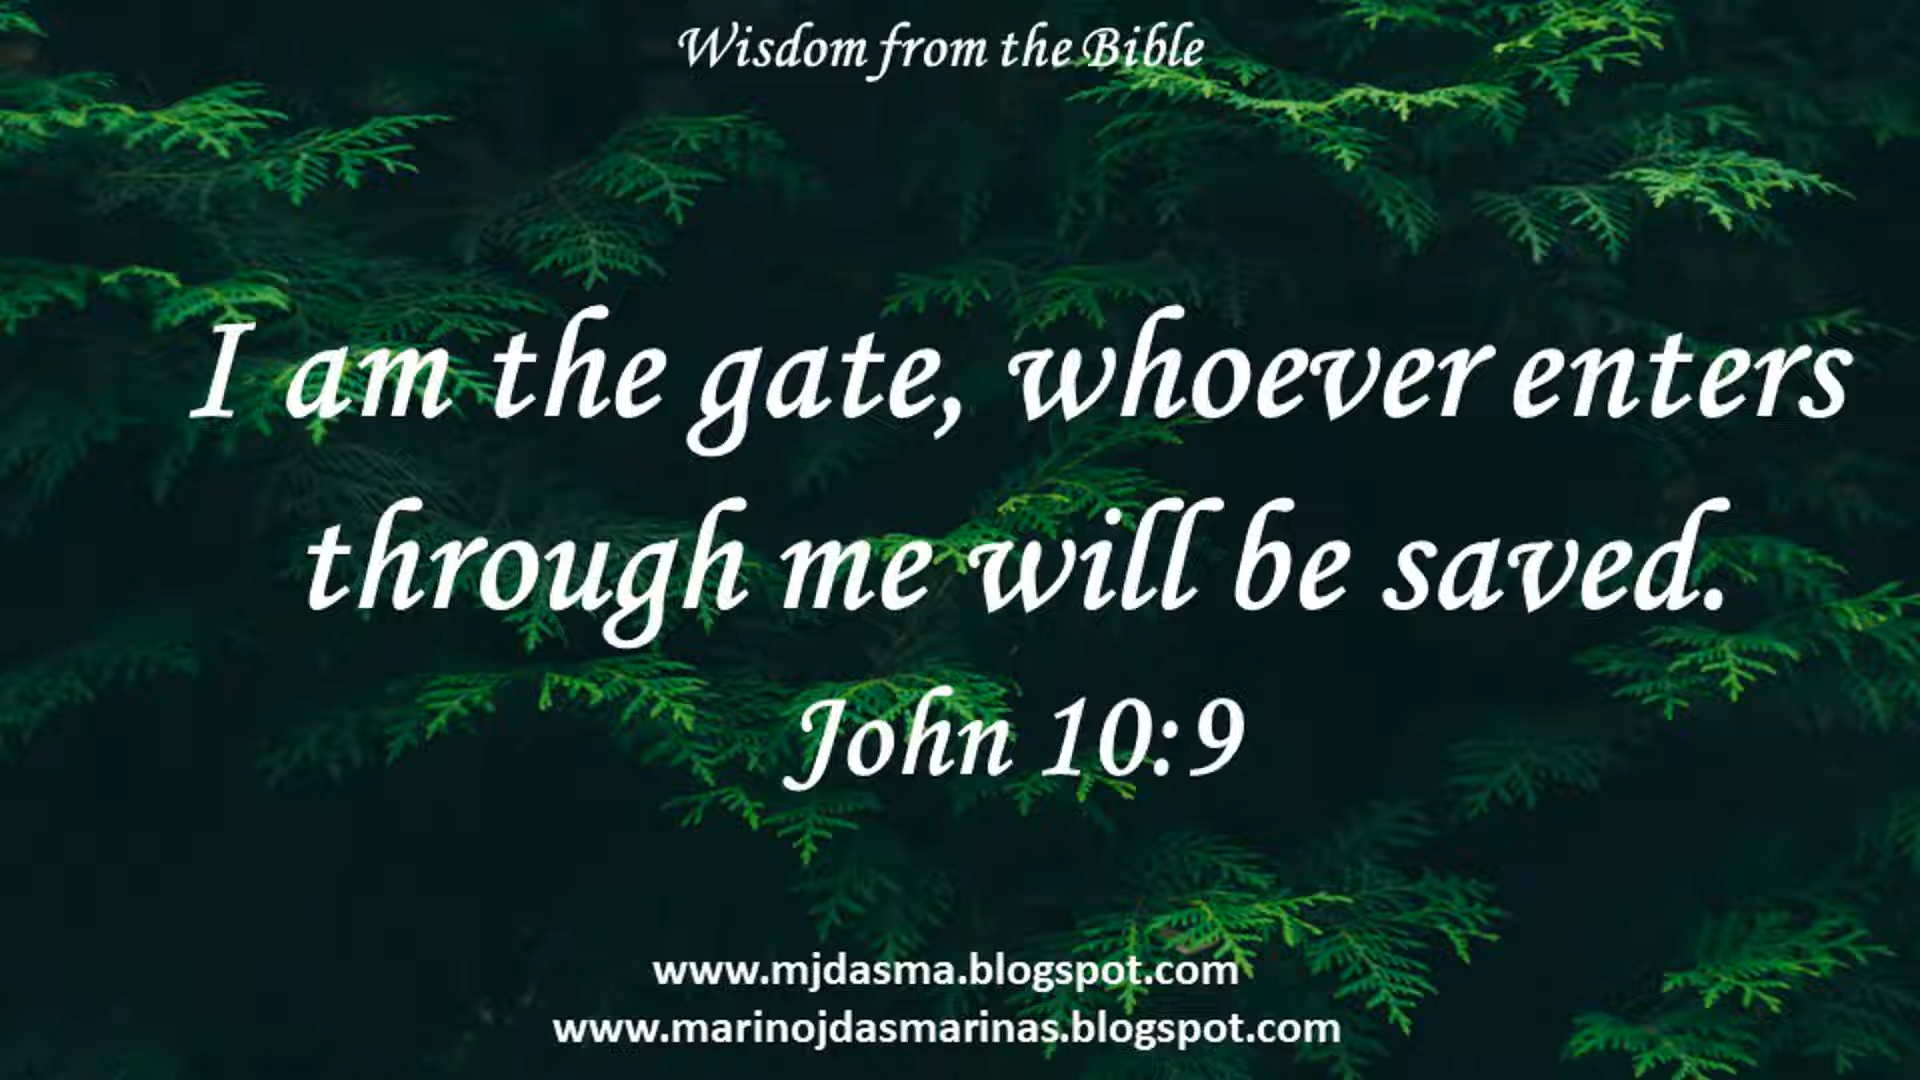 Wisdom from the Bible
I am the gate, whoever enters
through me will be saved.
John 10:9
www.mjdasma.blogspot.com
www.marinojdasmarinas.blogspot.com